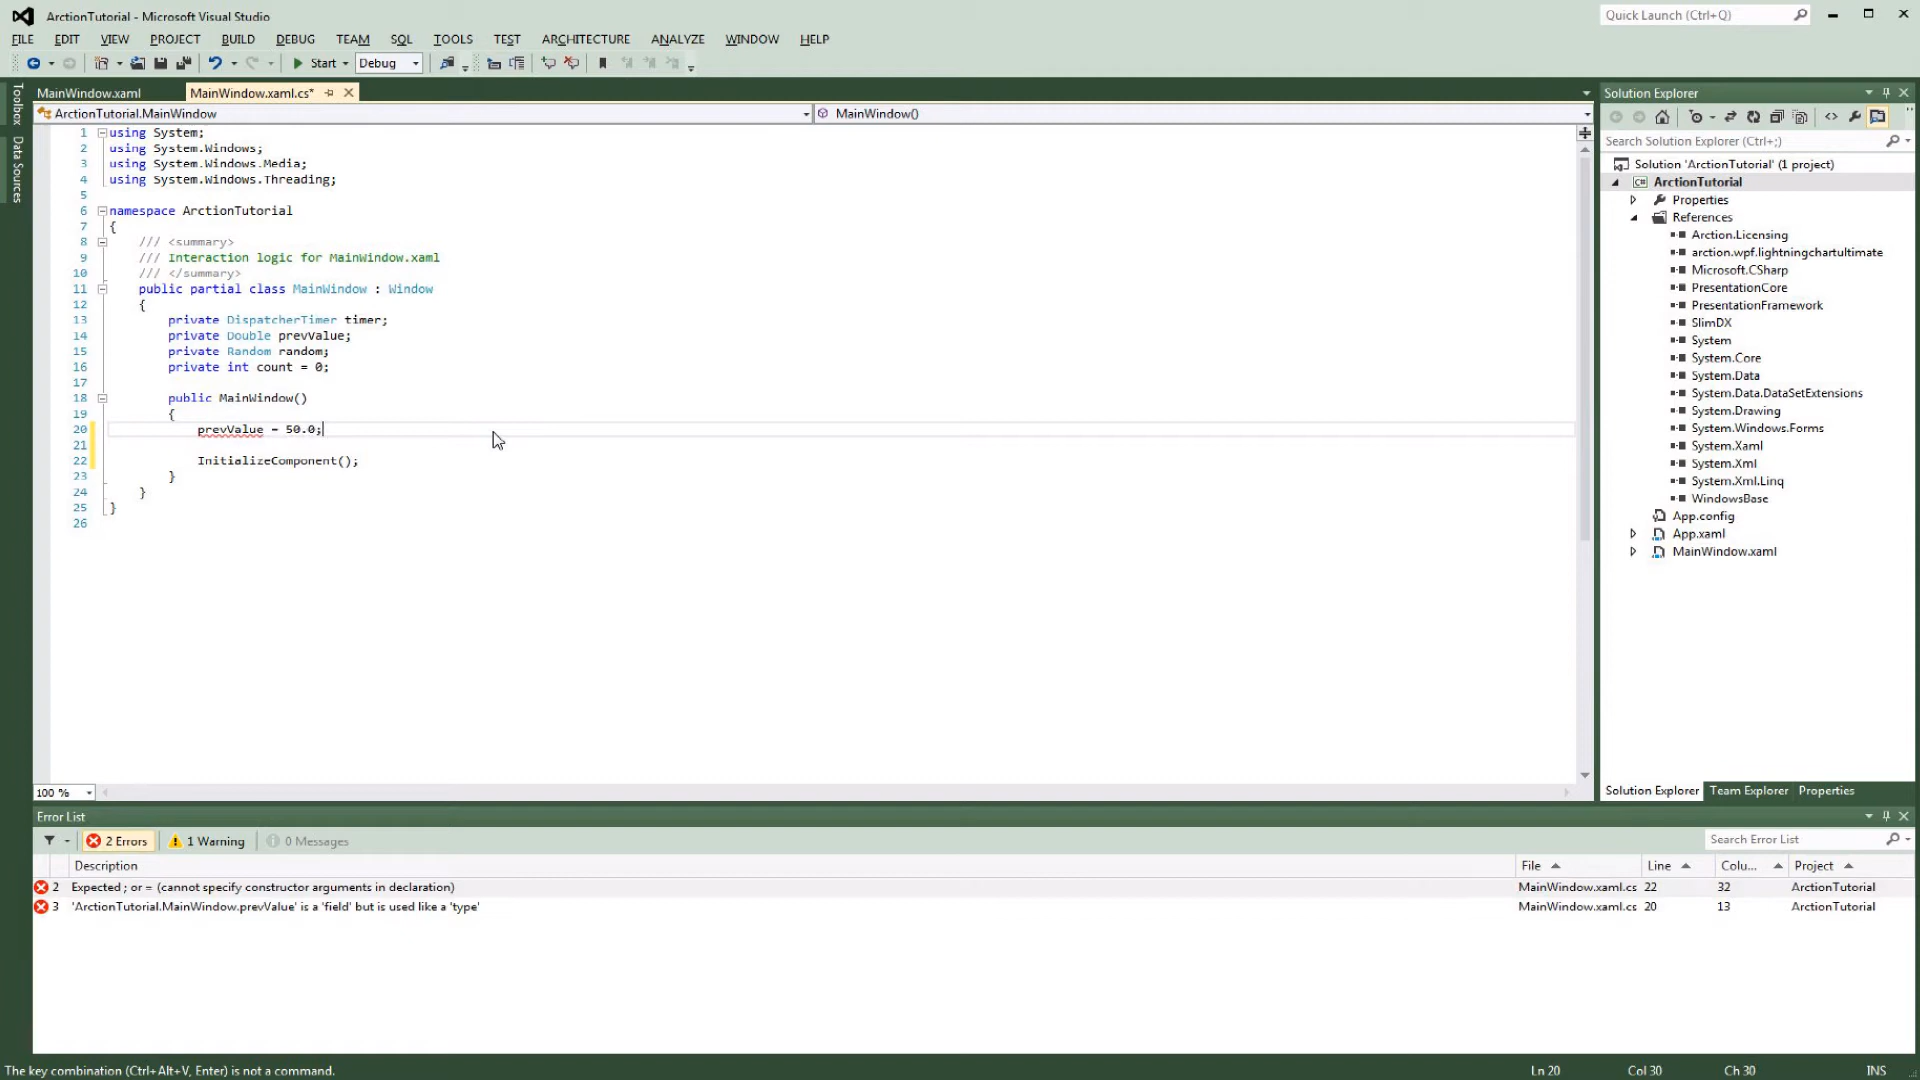 ArctionTutorial - Microsoft Visual Studio
Quick Launch (Ctrl+Q)
FILE EDIT VIEW PROJECT BUILD DEBUG TEAM SQL TOOLS TEST ARCHITECTURE ANALYZE WINDOW HELP
Start Debug
Toolbox
Data Sources
MainWindow.xaml MainWindow.xaml.cs*
ArctionTutorial.MainWindow MainWindow()
1 using System;
2 using System.Windows;
3 using System.Windows.Media;
4 using System.Windows.Threading;
5
6 namespace ArctionTutorial
7 {
8 /// <summary>
9 /// Interaction logic for MainWindow.xaml
10 /// </summary>
11 public partial class MainWindow : Window
12 {
13 private DispatcherTimer timer;
14 private Double prevValue;
15 private Random random;
16 private int count = 0;
17
18 public MainWindow()
19 {
20 prevValue = 50.0;
21
22 InitializeComponent();
23 }
24 }
25 }
26
100 %
Solution Explorer
Search Solution Explorer (Ctrl+;)
Solution 'ArctionTutorial' (1 project)
C# ArctionTutorial
Properties
References
Arction.Licensing
arction.wpf.lightningchartultimate
Microsoft.CSharp
PresentationCore
PresentationFramework
SlimDX
System
System.Core
System.Data
System.Data.DataSetExtensions
System.Drawing
System.Windows.Forms
System.Xaml
System.Xml
System.Xml.Linq
WindowsBase
App.config
App.xaml
MainWindow.xaml
Solution Explorer Team Explorer Properties
Error List
2 Errors 1 Warning 0 Messages
Search Error List
Description File Line Colu... Project
2 Expected ; or = (cannot specify constructor arguments in declaration) MainWindow.xaml.cs 22 32 ArctionTutorial
3 'ArctionTutorial.MainWindow.prevValue' is a 'field' but is used like a 'type' MainWindow.xaml.cs 20 13 ArctionTutorial
The key combination (Ctrl+Alt+V, Enter) is not a command. Ln 20 Col 30 Ch 30 INS